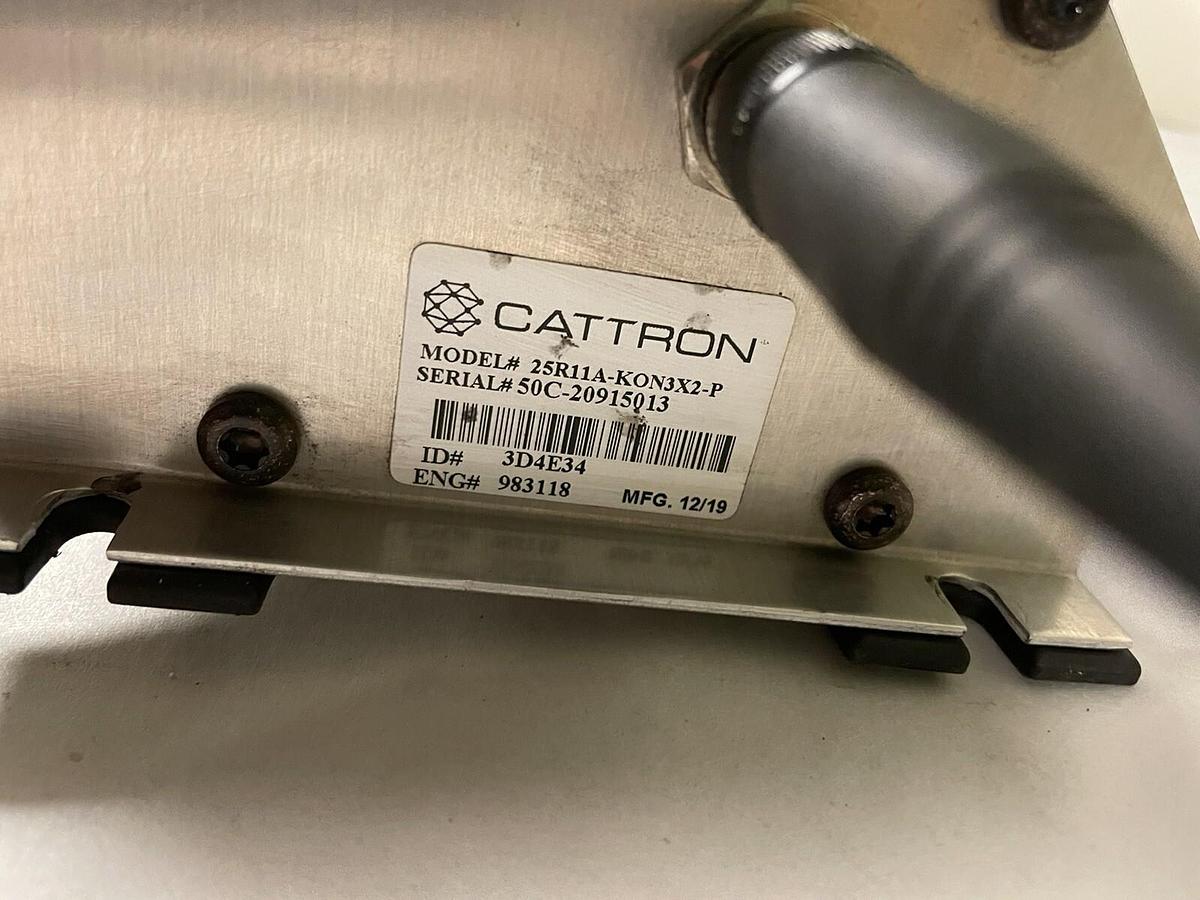 CATTRON
MODEL# 25R11A-KON3X2-P
SERIAL# 50C-20915013
ID# 3D4E34
ENG# 983118 MFG. 12/19